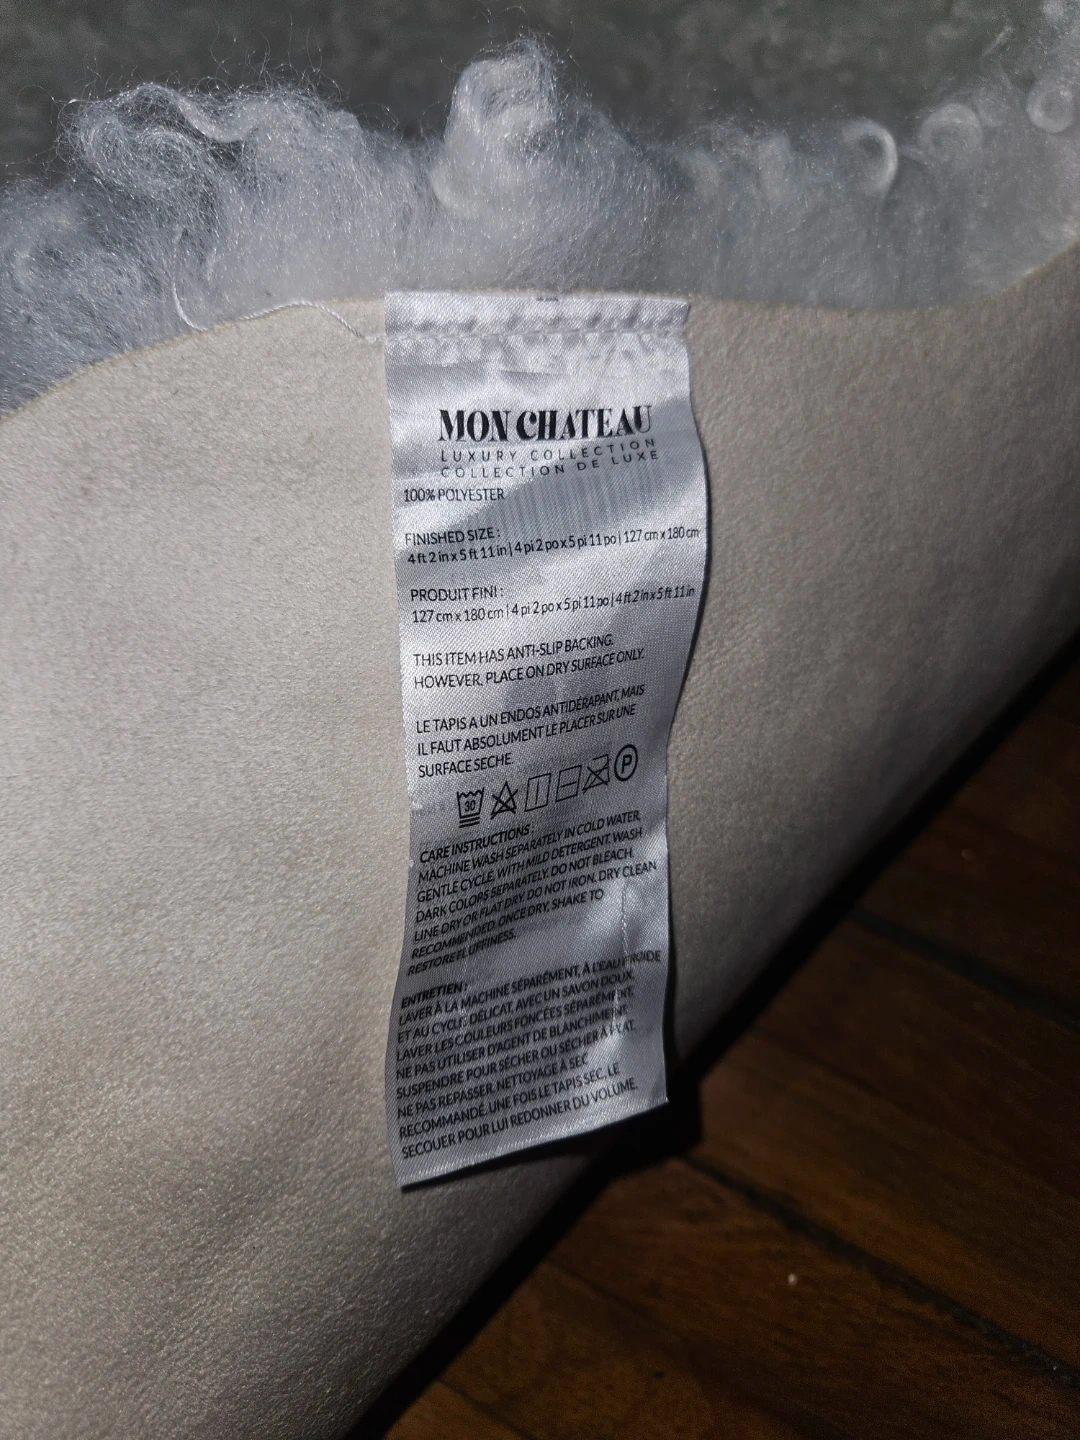 MON CHATEAU
LUXURY COLLECTION
COLLECTION DE LUXE
100% POLYESTER
FINISHED SIZE :
4 ft 2 in x 5 ft 11 in | 4 pi 2 po x 5 pi 11 po | 127 cm x 180 cm
PRODUIT FINI :
127 cm x 180 cm | 4 pi 2 po x 5 pi 11 po | 4 ft 2 in x 5 ft 11 in
THIS ITEM HAS ANTI-SLIP BACKING.
HOWEVER, PLACE ON DRY SURFACE ONLY.
LE TAPIS A UN ENDOS ANTIDÉRAPANT, MAIS
IL FAUT ABSOLUMENT LE PLACER SUR UNE
SURFACE SECHE.
30 P
CARE INSTRUCTIONS :
MACHINE WASH SEPARATELY IN COLD WATER,
GENTLE CYCLE, WITH MILD DETERGENT. WASH
DARK COLORS SEPARATELY. DO NOT BLEACH,
LINE DRY OR FLAT DRY. DO NOT IRON. DRY CLEAN
RECOMMENDED. ONCE DRY, SHAKE TO
RESTORE FLUFFINESS.
ENTRETIEN :
LAVER À LA MACHINE SÉPARÉMENT, À L'EAU FROIDE
ET AU CYCLE DÉLICAT, AVEC UN SAVON DOUX.
LAVER LES COULEURS FONCÉES SÉPARÉMENT.
NE PAS UTILISER D'AGENT DE BLANCHIMENT.
SUSPENDRE POUR SÉCHER OU SÉCHER À PLAT.
NE PAS REPASSER. NETTOYAGE À SEC
RECOMMANDÉ. UNE FOIS LE TAPIS SEC, LE
SECOUER POUR LUI REDONNER DU VOLUME.